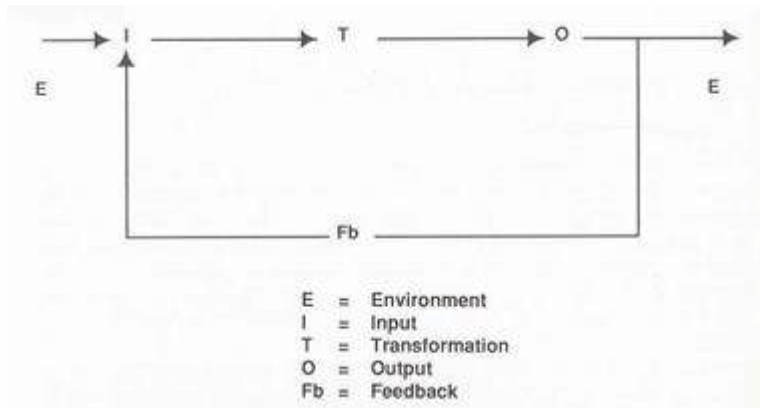 I T O
E E
Fb
E = Environment
I = Input
T = Transformation
O = Output
Fb = Feedback